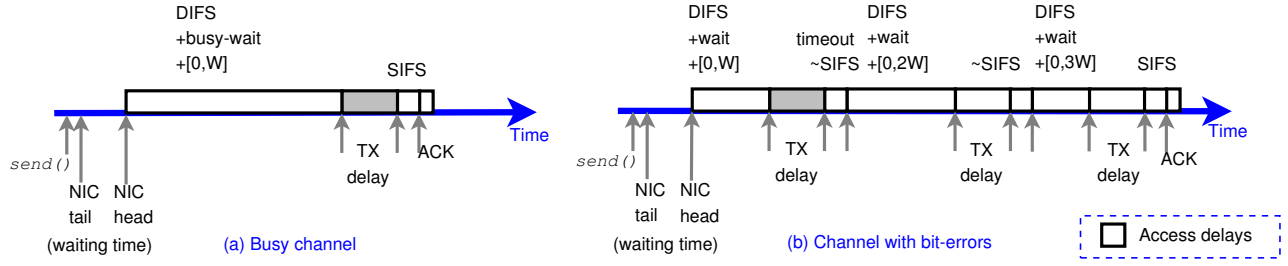 DIFS
+busy-wait
+[0,W]
SIFS
Time
send()
TX
delay
ACK
NIC
tail
NIC
head
(waiting time)
(a) Busy channel
DIFS
+wait
+[0,W]
timeout
~SIFS
DIFS
+wait
+[0,2W]
~SIFS
DIFS
+wait
+[0,3W]
SIFS
Time
send()
TX
delay
TX
delay
TX
delay
ACK
NIC
tail
NIC
head
(waiting time)
(b) Channel with bit-errors
Access delays